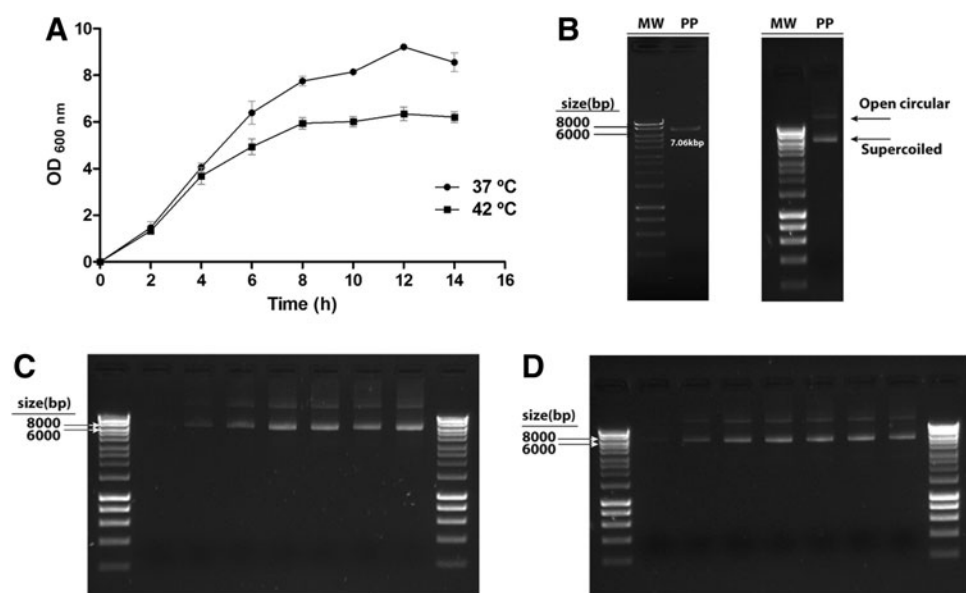 A
OD 600 nm
10
8
6
4
2
0
0 2 4 6 8 10 12 14 16
Time (h)
37 ºC
42 ºC
B
MW PP
MW PP
size(bp)
8000
6000
7.06kbp
Open circular
Supercoiled
C
size(bp)
8000
6000
D
size(bp)
8000
6000